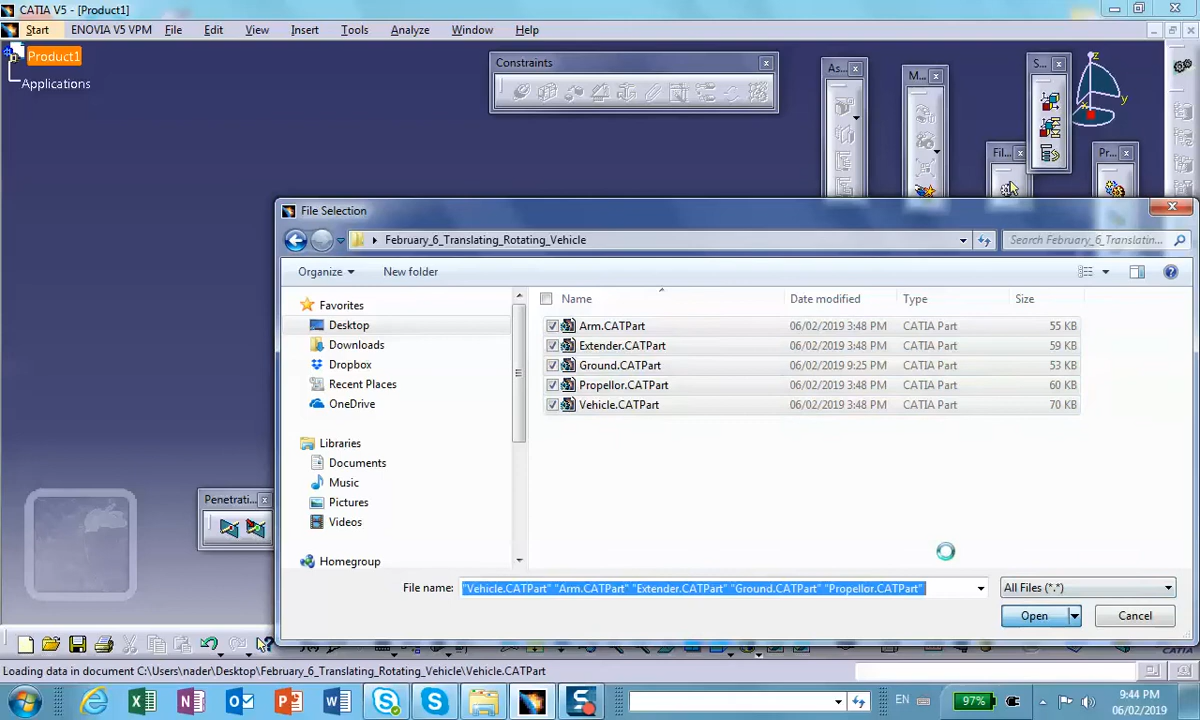 CATIA V5 - [Product1]
Start ENOVIA V5 VPM File Edit View Insert Tools Analyze Window Help
Product1
Applications
Constraints
As...
M...
S...
Fil...
Pr...
z
y
x
File Selection
February_6_Translating_Rotating_Vehicle
Search February_6_Translatin...
Organize New folder
Favorites
Desktop
Downloads
Dropbox
Recent Places
OneDrive
Libraries
Documents
Music
Pictures
Videos
Homegroup
Name Date modified Type Size
Arm.CATPart 06/02/2019 3:48 PM CATIA Part 55 KB
Extender.CATPart 06/02/2019 3:48 PM CATIA Part 59 KB
Ground.CATPart 06/02/2019 9:25 PM CATIA Part 53 KB
Propellor.CATPart 06/02/2019 3:48 PM CATIA Part 60 KB
Vehicle.CATPart 06/02/2019 3:48 PM CATIA Part 70 KB
Penetrati...
File name: "Vehicle.CATPart" "Arm.CATPart" "Extender.CATPart" "Ground.CATPart" "Propellor.CATPart"
All Files (*.*)
Open Cancel
CATIA
Loading data in document C:\Users\nader\Desktop\February_6_Translating_Rotating_Vehicle\Vehicle.CATPart
EN
97%
9:44 PM
06/02/2019